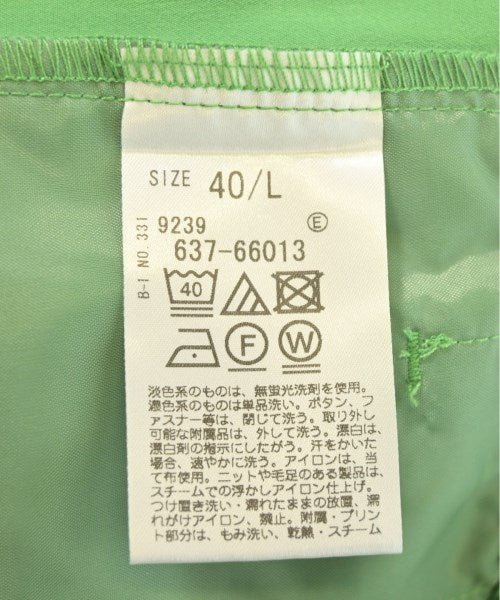 SIZE 40/L
B-I NO.331
9239 E
637-66013
40
F W
淡色系のものは、無蛍光洗剤を使用。
濃色系のものは単品洗い。ボタン、フ
ァスナー等は、閉じて洗う。取り外し
可能な附属品は、外して洗う。漂白は、
漂白剤の指示にしたがう。汗をかいた
場合、速やかに洗う。アイロンは、当
て布使用。ニットや毛足のある製品は、
スチームでの浮かしアイロン仕上げ。
つけ置き洗い・濡れたままの放置、濡
れがけアイロン、禁止。附属・プリン
ト部分は、もみ洗い、乾熱・スチーム